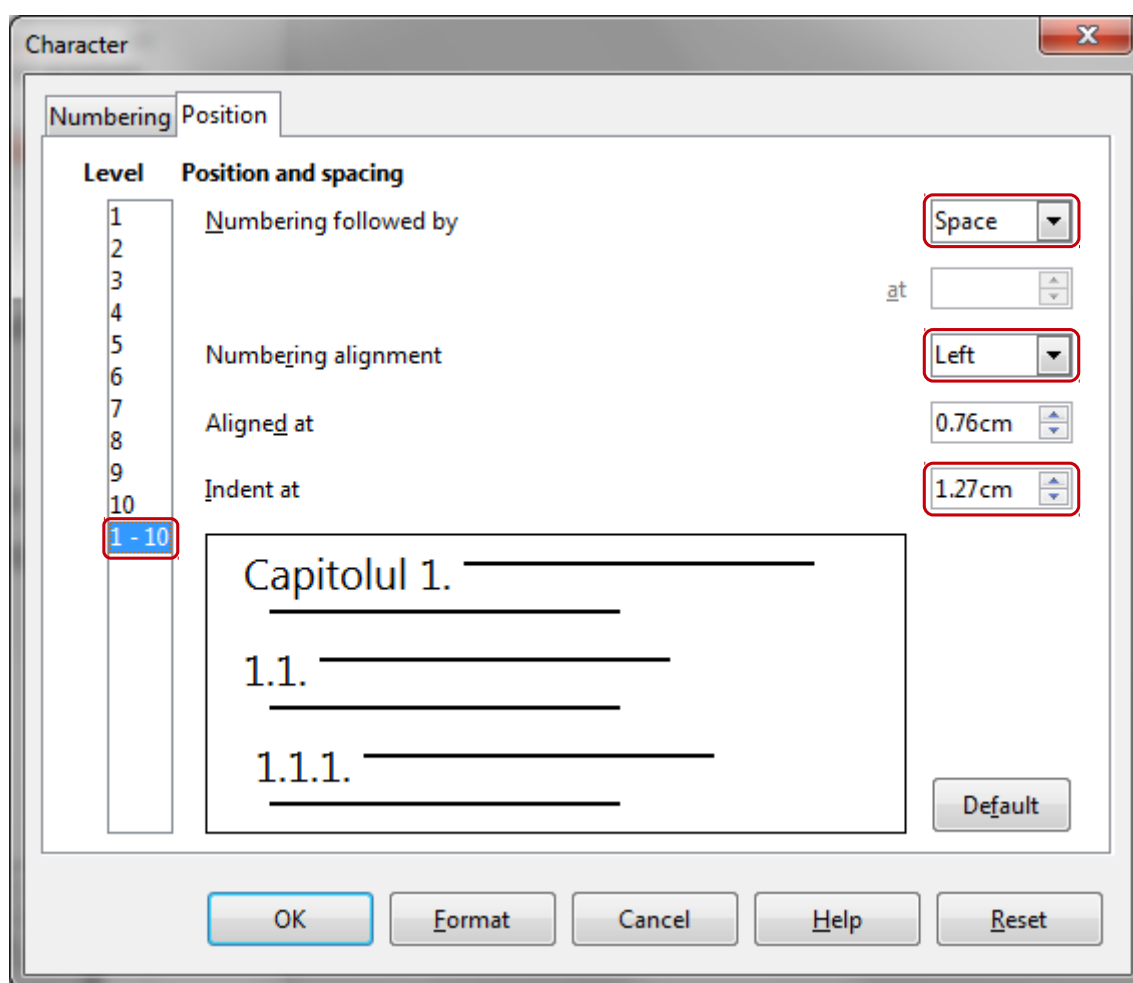 Character
Numbering Position
Level Position and spacing
1
Numbering followed by Space
2
3
at
4
5
Numbering alignment Left
6
7
Aligned at 0.76cm
8
9
Indent at 1.27cm
10
1 - 10
Capitolul 1.
1.1.
1.1.1.
Default
OK Format Cancel Help Reset